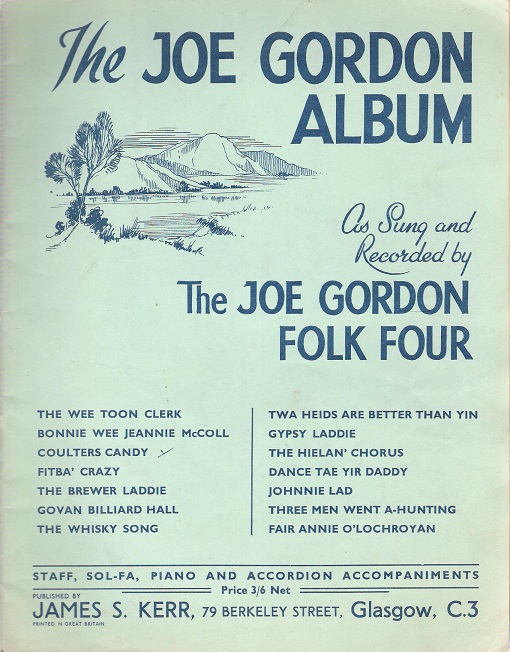 The JOE GORDON
ALBUM
As Sung and
Recorded by
The JOE GORDON
FOLK FOUR
THE WEE TOON CLERK
BONNIE WEE JEANNIE McCOLL
COULTERS CANDY
FITBA' CRAZY
THE BREWER LADDIE
GOVAN BILLIARD HALL
THE WHISKY SONG
TWA HEIDS ARE BETTER THAN YIN
GYPSY LADDIE
THE HIELAN' CHORUS
DANCE TAE YIR DADDY
JOHNNIE LAD
THREE MEN WENT A-HUNTING
FAIR ANNIE O'LOCHROYAN
STAFF, SOL-FA, PIANO AND ACCORDION ACCOMPANIMENTS
Price 3/6 Net
PUBLISHED BY
JAMES S. KERR, 79 BERKELEY STREET, Glasgow, C.3
PRINTED IN GREAT BRITAIN